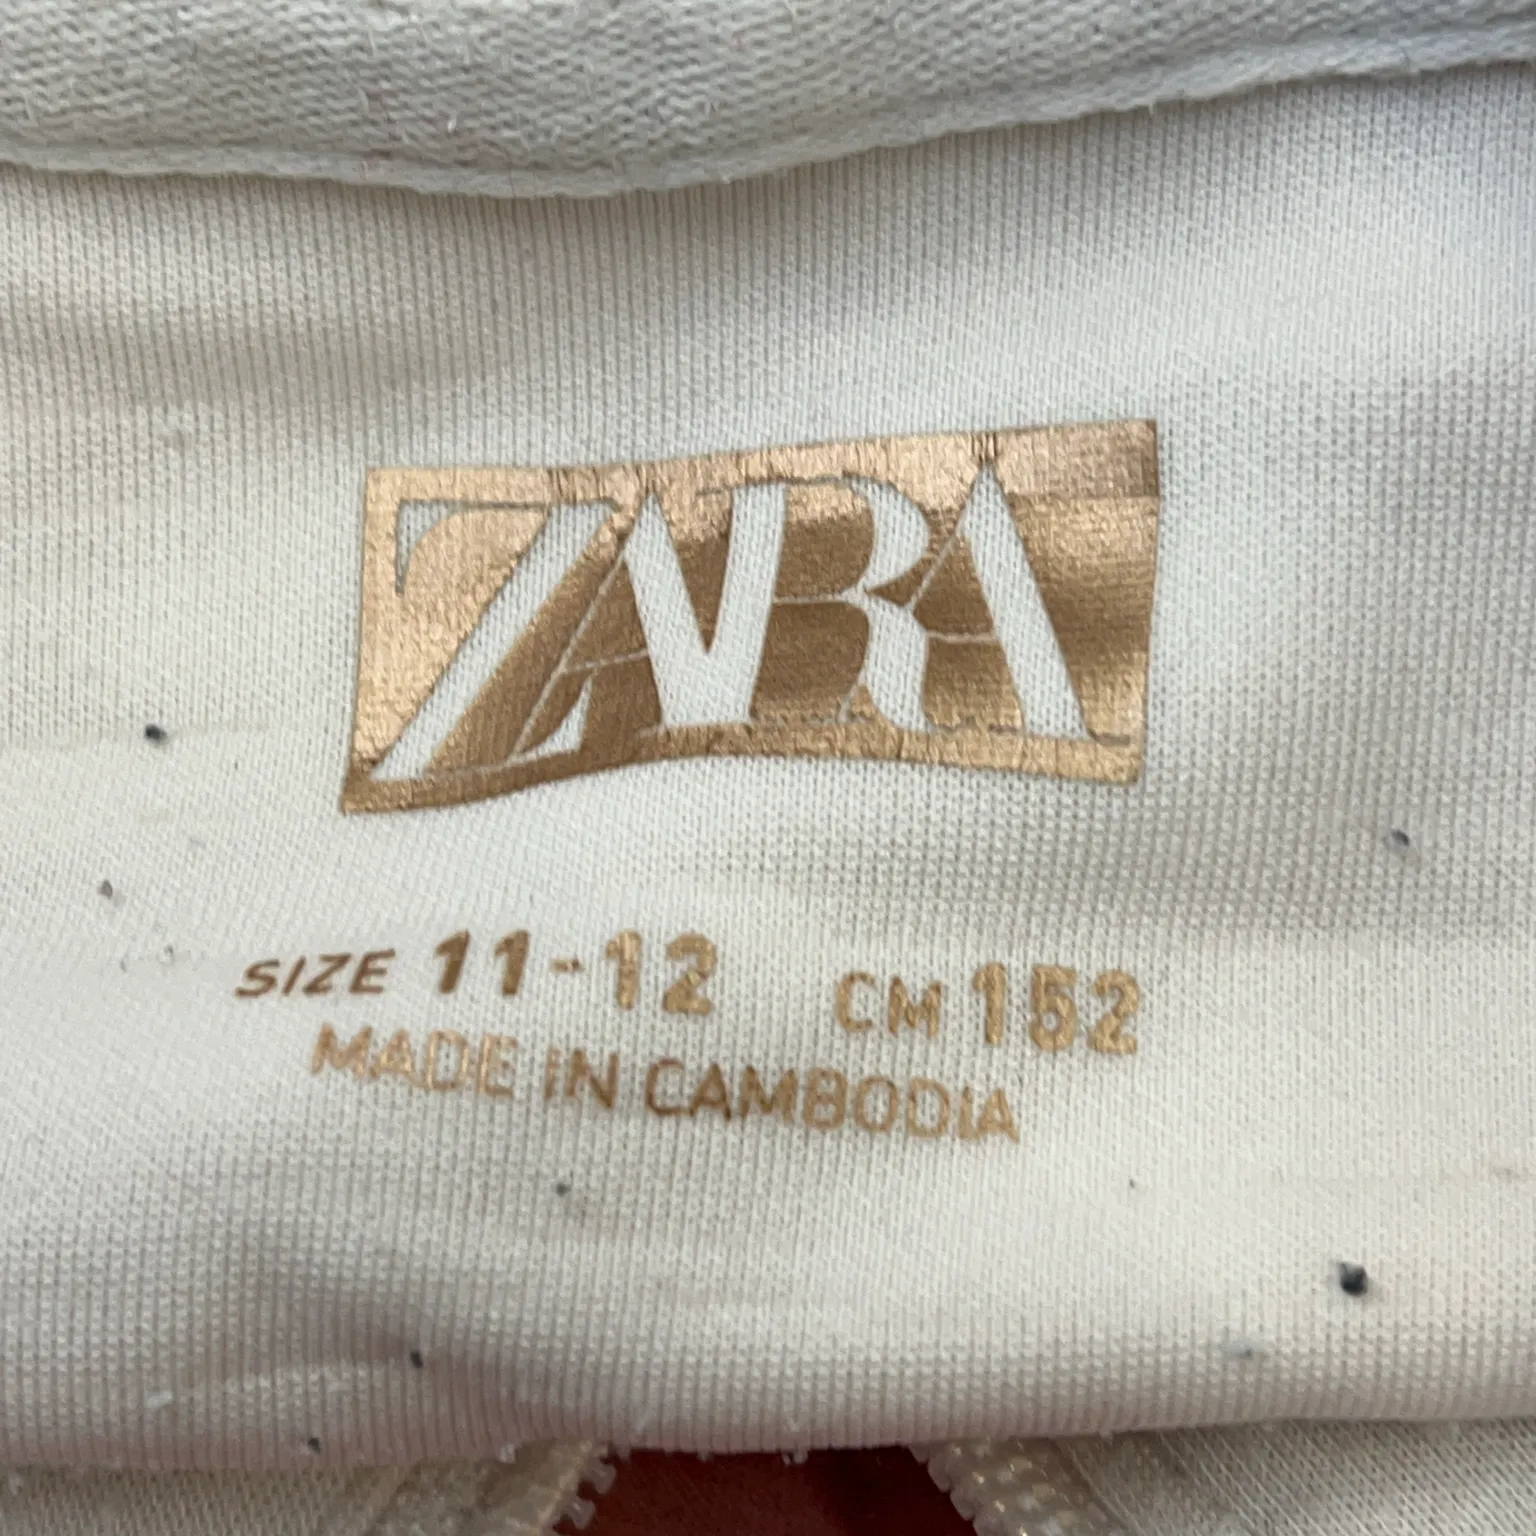 ZARA
SIZE 11-12 CM 152
MADE IN CAMBODIA